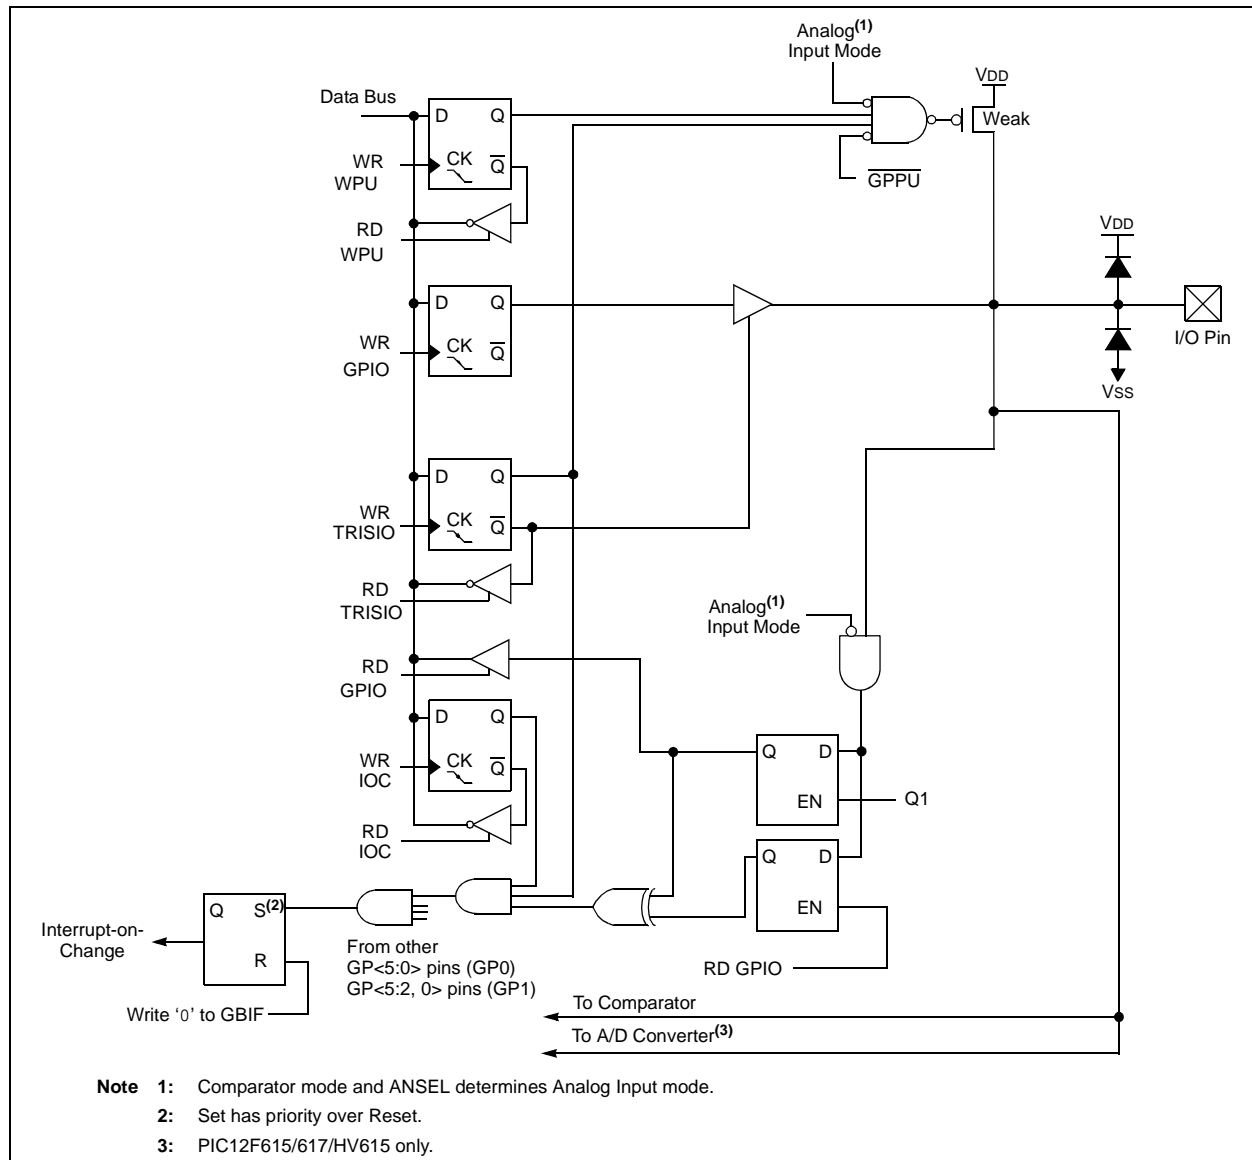 Analog(1)
Input Mode
VDD
Data Bus
D Q
Weak
WR
WPU
CK Q̅
G̅P̅P̅U̅
RD
WPU
VDD
D Q
WR
GPIO
CK Q̅
I/O Pin
VSS
D Q
WR
TRISIO
CK Q̅
RD
TRISIO
Analog(1)
Input Mode
RD
GPIO
D Q
Q D
WR
IOC
CK Q̅
EN
Q1
RD
IOC
Q D
EN
Q S(2)
Interrupt-on-
Change
R
From other
GP<5:0> pins (GP0)
GP<5:2, 0> pins (GP1)
RD GPIO
Write ‘0’ to GBIF
To Comparator
To A/D Converter(3)
Note 1: Comparator mode and ANSEL determines Analog Input mode.
2: Set has priority over Reset.
3: PIC12F615/617/HV615 only.